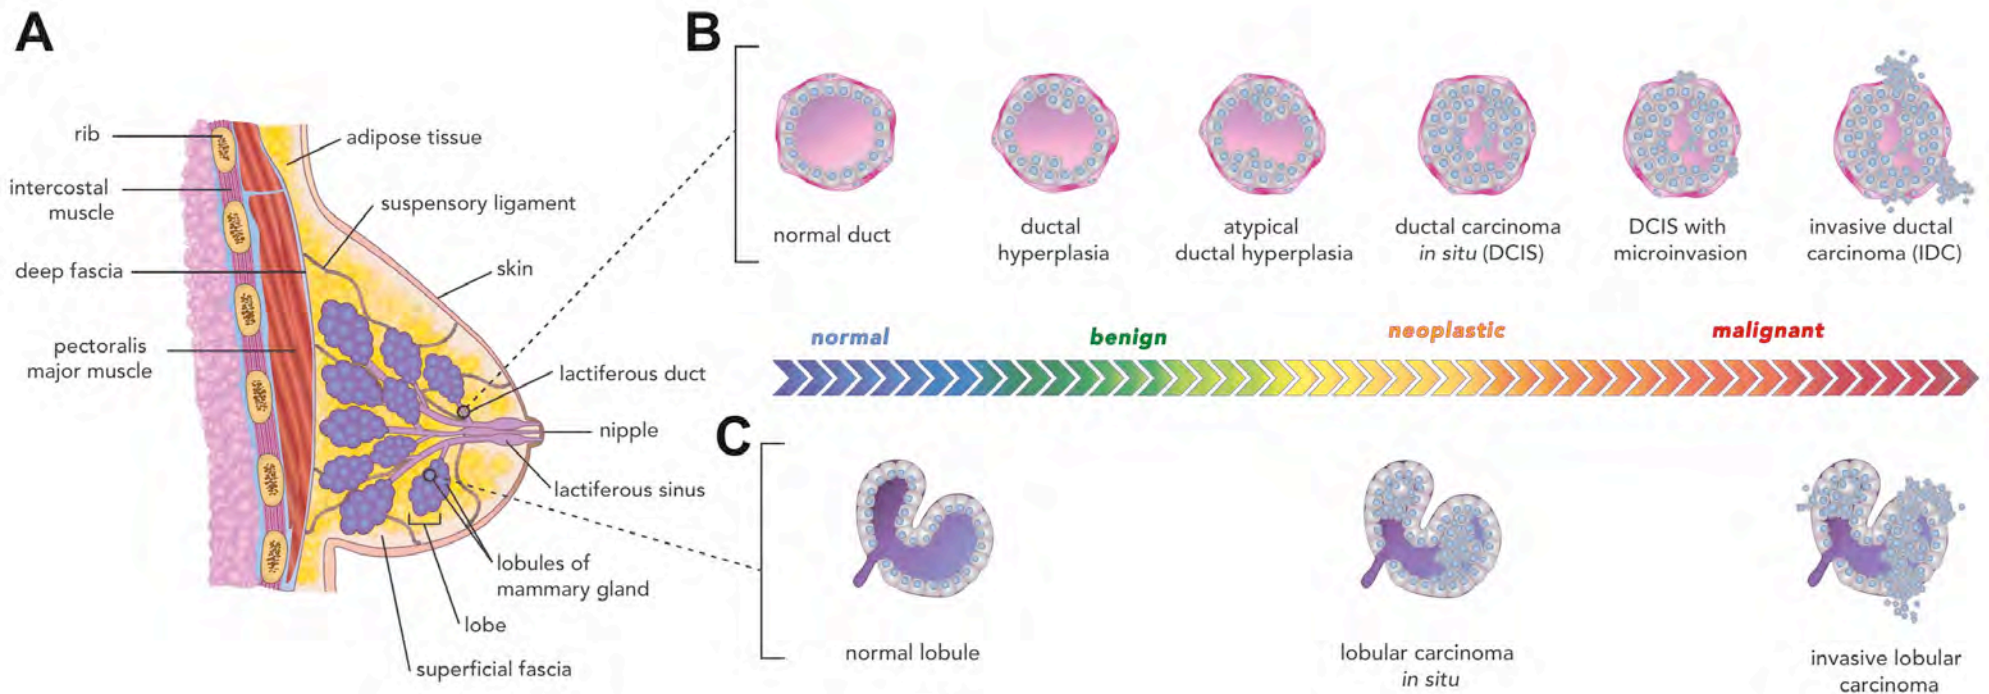 A
rib
intercostal
muscle
deep fascia
pectoralis
major muscle
adipose tissue
suspensory ligament
skin
lactiferous duct
nipple
lactiferous sinus
lobules of
mammary gland
lobe
superficial fascia
B
normal duct
ductal
hyperplasia
atypical
ductal hyperplasia
ductal carcinoma
in situ (DCIS)
DCIS with
microinvasion
invasive ductal
carcinoma (IDC)
normal
benign
neoplastic
malignant
C
normal lobule
lobular carcinoma
in situ
invasive lobular
carcinoma